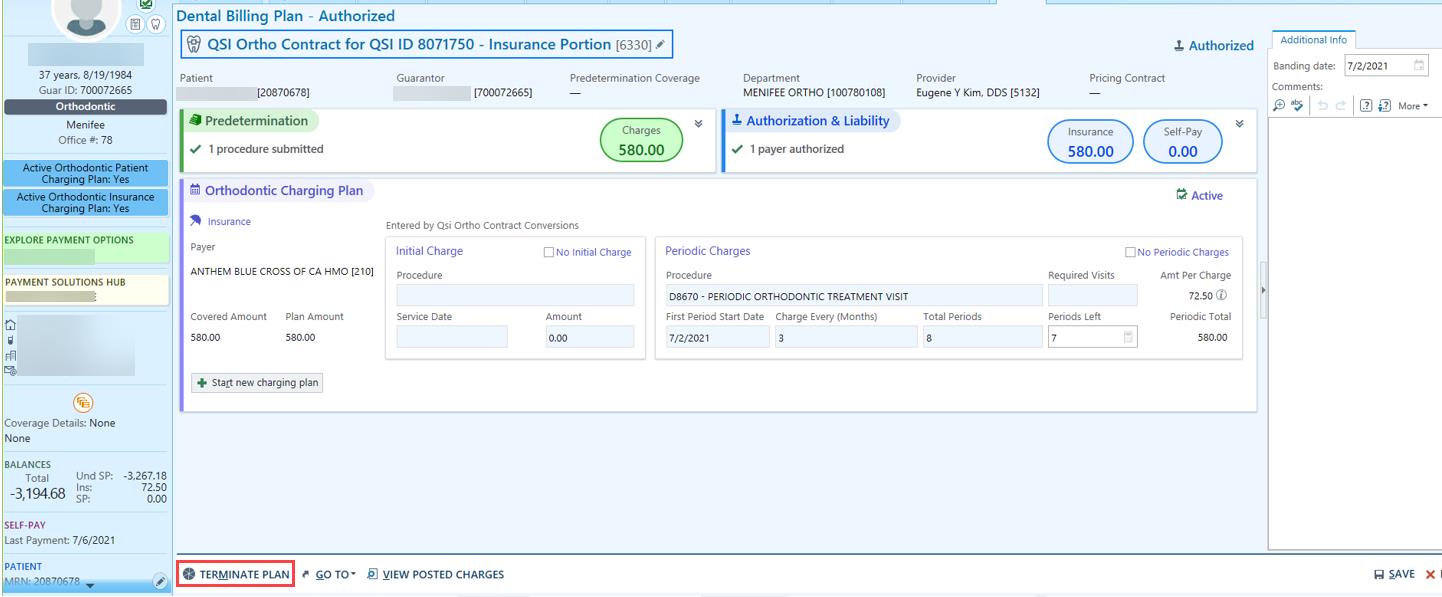 Dental Billing Plan - Authorized
QSI Ortho Contract for QSI ID 8071750 - Insurance Portion [6330]
Authorized
Patient
[20870678]
Guarantor
[700072665]
Predetermination Coverage
—
Department
MENIFEE ORTHO [100780108]
Provider
Eugene Y Kim, DDS [5132]
Pricing Contract
—
37 years, 8/19/1984
Guar ID: 700072665
Orthodontic
Menifee
Office #: 78
Active Orthodontic Patient
Charging Plan: Yes
Active Orthodontic Insurance
Charging Plan: Yes
EXPLORE PAYMENT OPTIONS
PAYMENT SOLUTIONS HUB
Coverage Details: None
None
BALANCES
Total
-3,194.68
Und SP: -3,267.18
Ins: 72.50
SP: 0.00
SELF-PAY
Last Payment: 7/6/2021
PATIENT
MRN: 20870678
Predetermination
1 procedure submitted
Charges
580.00
Authorization & Liability
1 payer authorized
Insurance
580.00
Self-Pay
0.00
Orthodontic Charging Plan
Active
Insurance
Payer
ANTHEM BLUE CROSS OF CA HMO [210]
Covered Amount
580.00
Plan Amount
580.00
Start new charging plan
Entered by Qsi Ortho Contract Conversions
Initial Charge
No Initial Charge
Procedure
Service Date
Amount
0.00
Periodic Charges
No Periodic Charges
Procedure
D8670 - PERIODIC ORTHODONTIC TREATMENT VISIT
Required Visits
Amt Per Charge
72.50
First Period Start Date
7/2/2021
Charge Every (Months)
3
Total Periods
8
Periods Left
7
Periodic Total
580.00
Additional Info
Banding date: 7/2/2021
Comments:
abc
More
TERMINATE PLAN
GO TO
VIEW POSTED CHARGES
SAVE